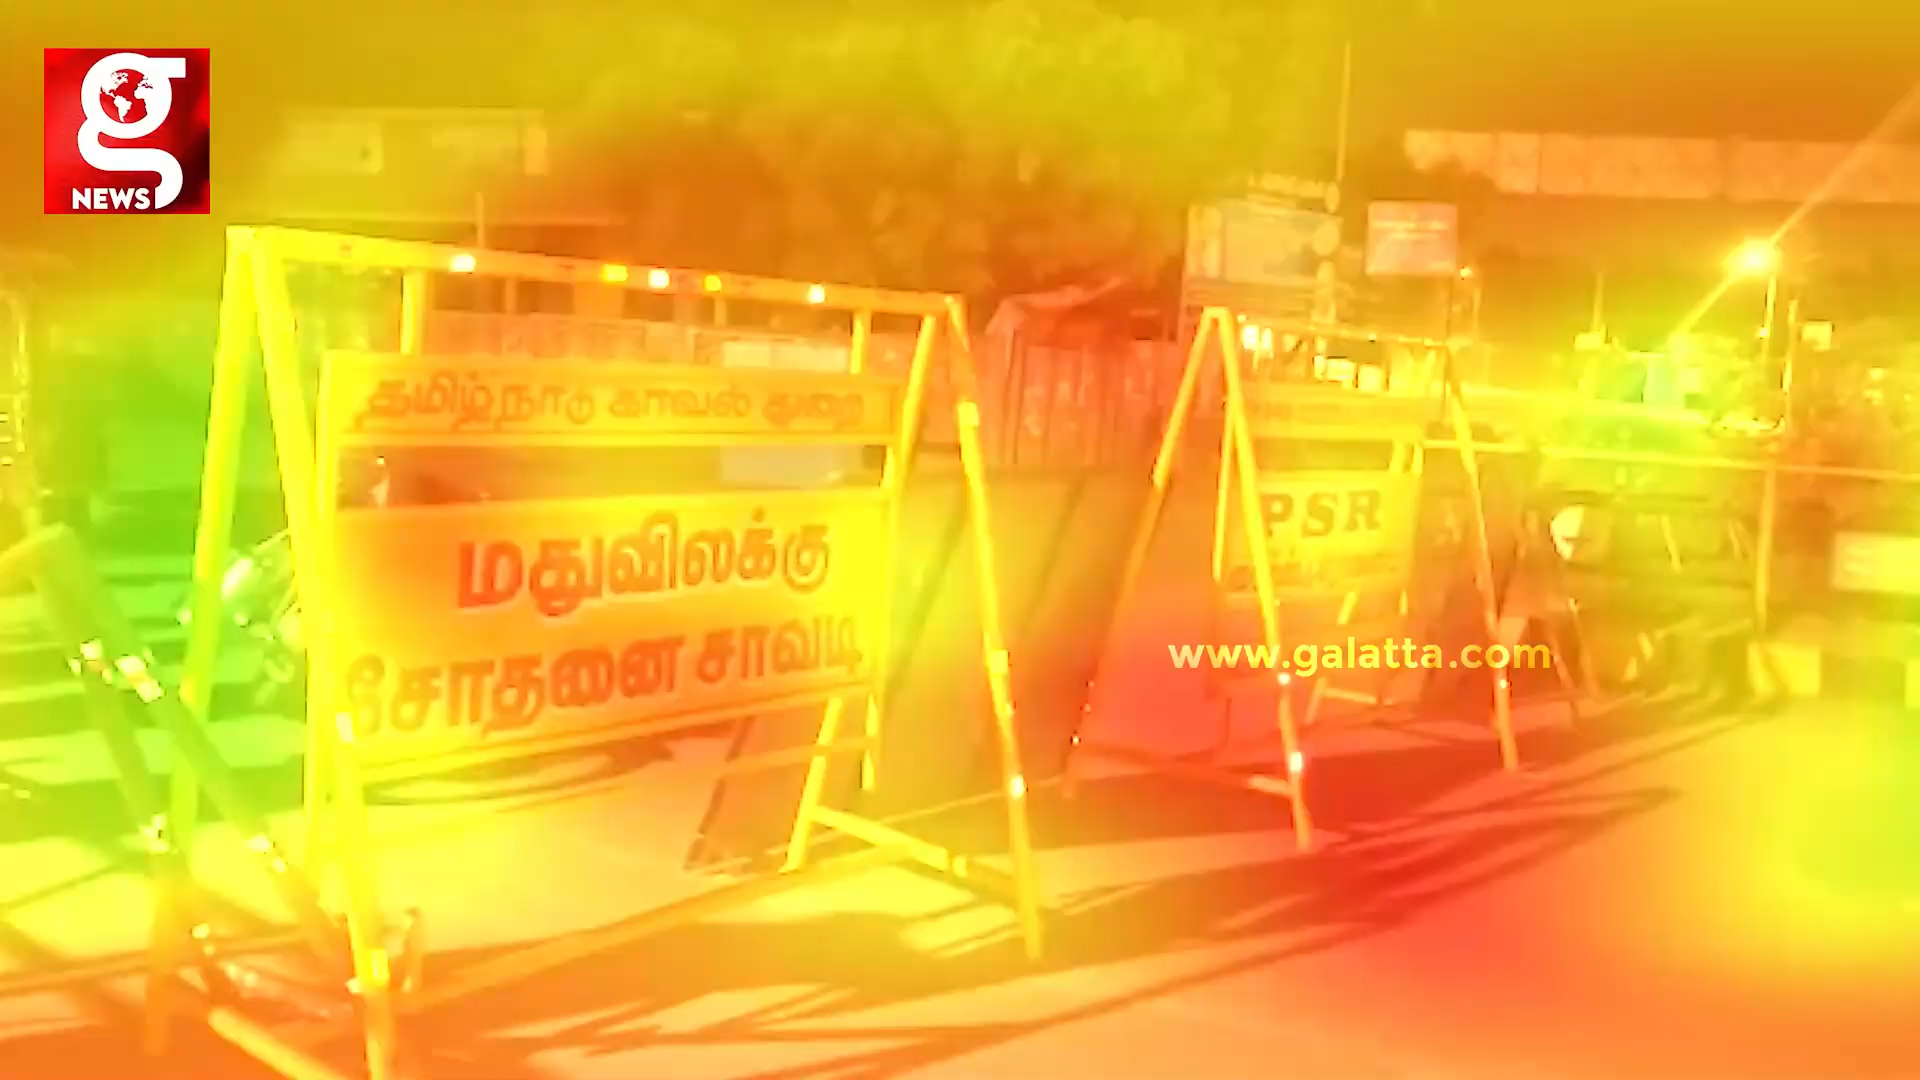 NEWS
தமிழ்நாடு காவல் துறை
மதுவிலக்கு
சோதனை சாவடி
PSR
www.galatta.com